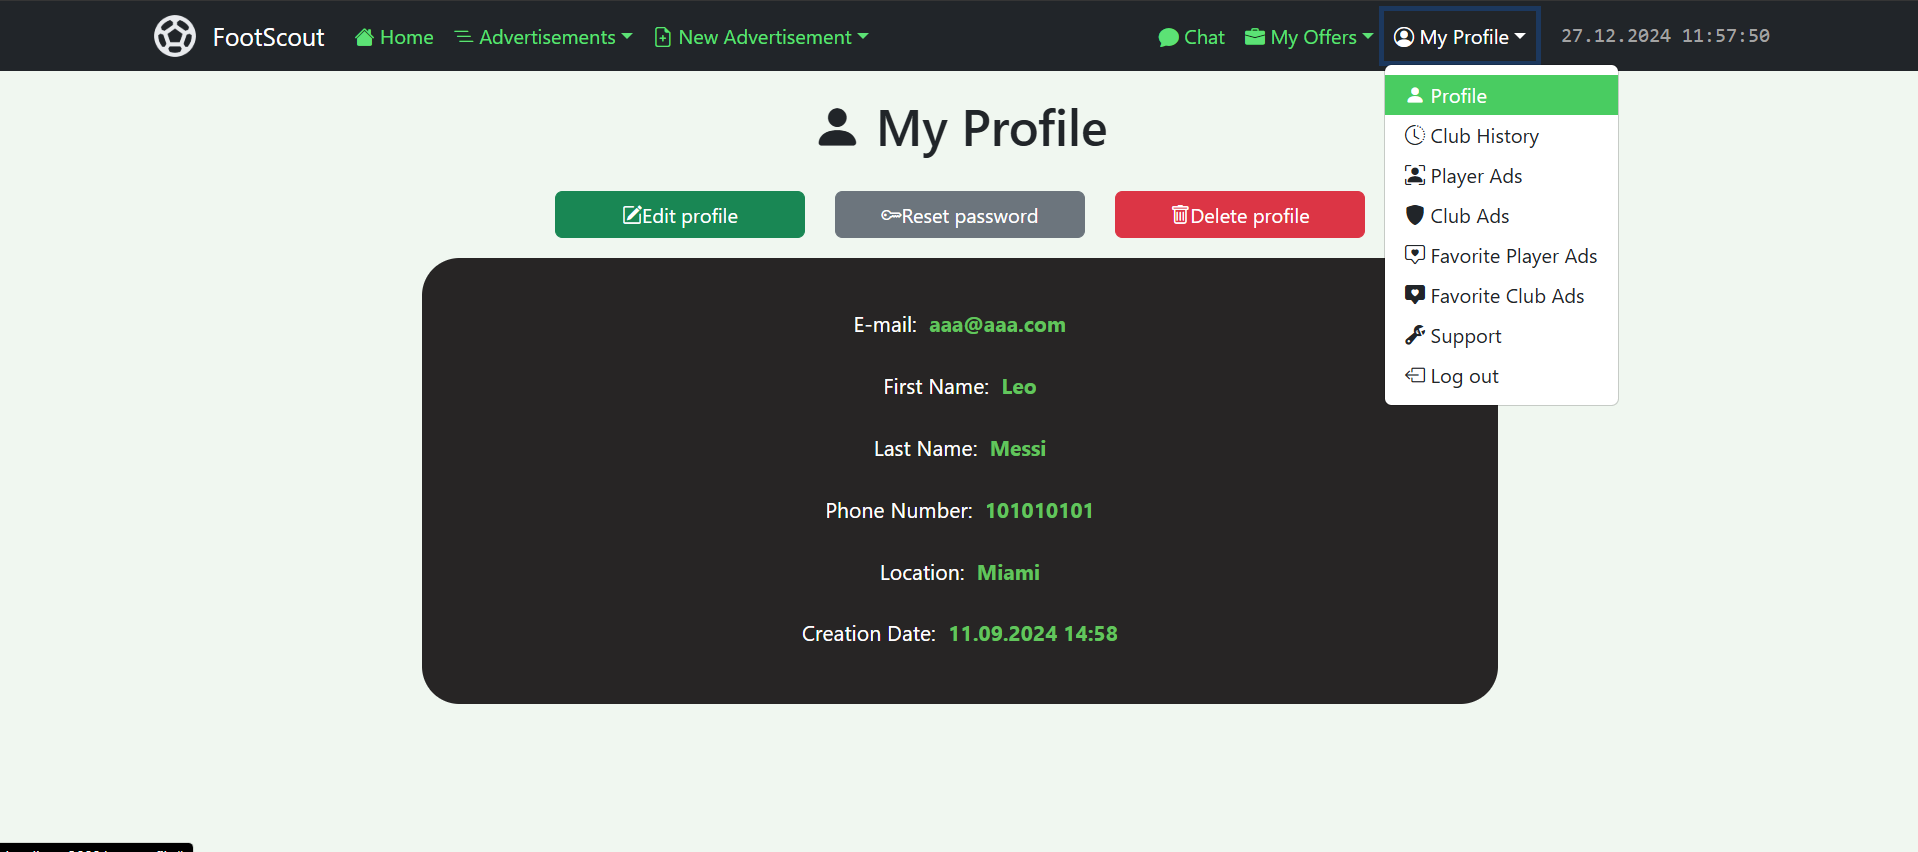 FootScout Home Advertisements New Advertisement Chat My Offers My Profile 27.12.2024 11:57:50
Profile
Club History
Player Ads
Club Ads
Favorite Player Ads
Favorite Club Ads
Support
Log out
My Profile
Edit profile Reset password Delete profile
E-mail: aaa@aaa.com
First Name: Leo
Last Name: Messi
Phone Number: 101010101
Location: Miami
Creation Date: 11.09.2024 14:58